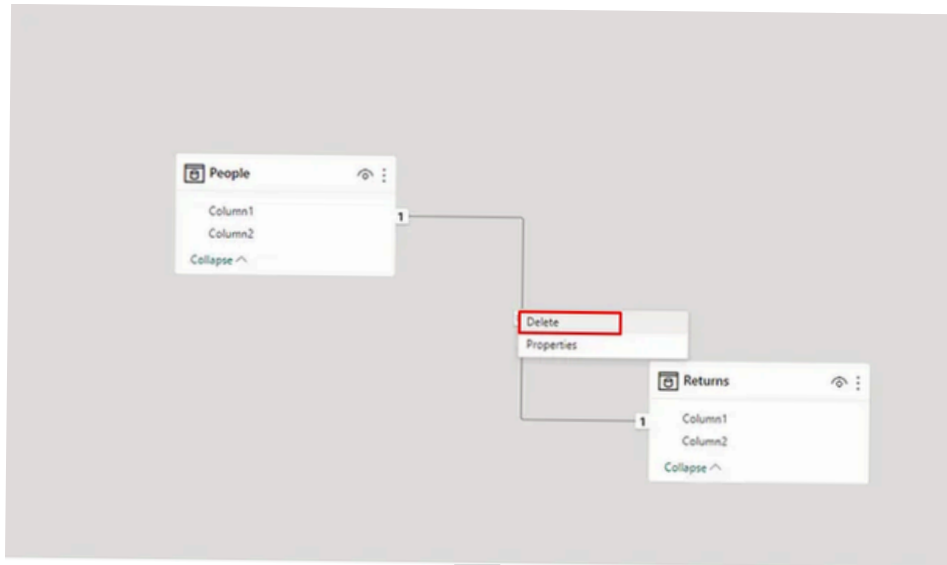 People
Column1
Column2
Collapse
1
Delete
Properties
Returns
1
Column1
Column2
Collapse